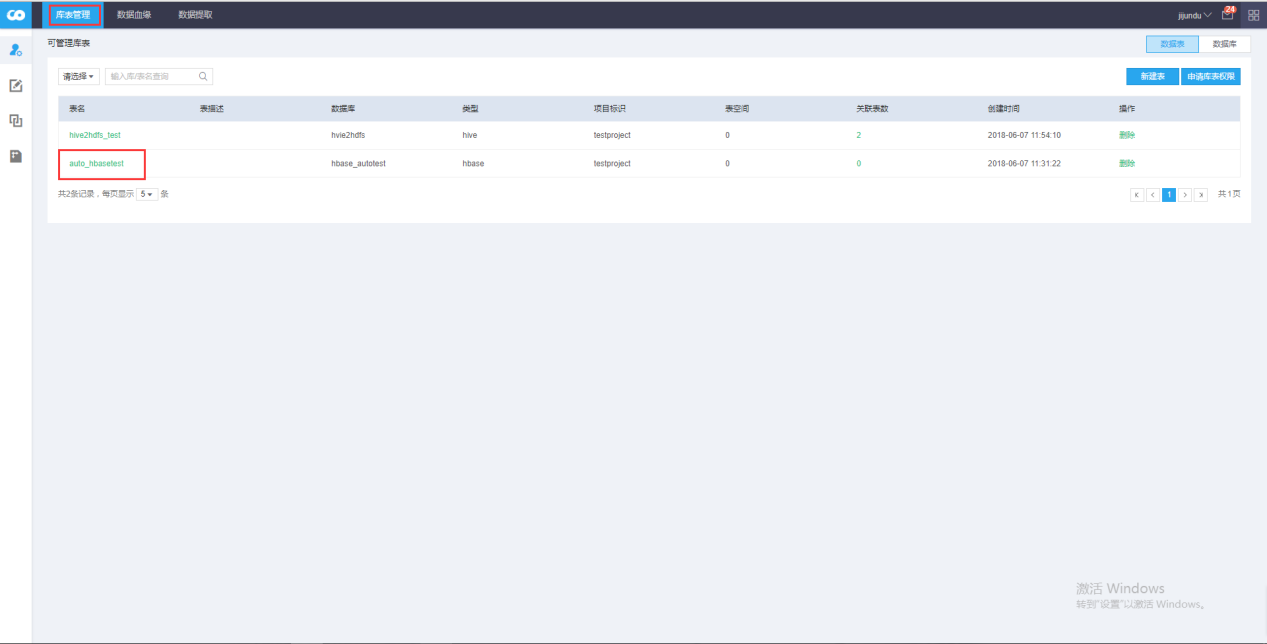 库表管理 数据血缘 数据提取 jijundu 24
可管理库表 数据表 数据库
请选择 输入库/表名查询 新建表 申请库表权限
表名 表描述 数据库 类型 项目标识 表空间 关联表数 创建时间 操作
hive2hdfs_test hvie2hdfs hive testproject 0 2 2018-06-07 11:54:10 删除
auto_hbasetest hbase_autotest hbase testproject 0 0 2018-06-07 11:31:22 删除
共2条记录，每页显示 5 条 1 共1页
激活 Windows
转到"设置"以激活 Windows。